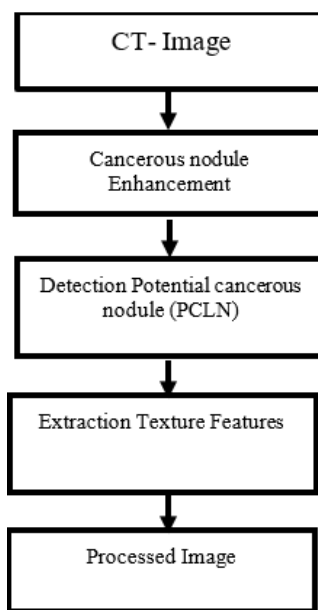 CT- Image
Cancerous nodule
Enhancement
Detection Potential cancerous
nodule (PCLN)
Extraction Texture Features
Processed Image